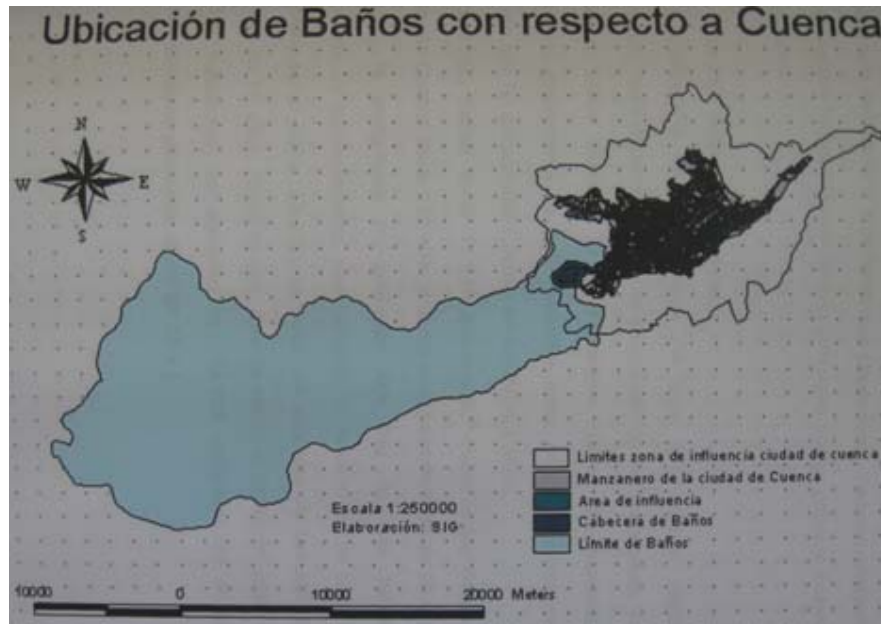 Ubicación de Baños con respecto a Cuenca
N
W E
S
Limites zona de influencia ciudad de cuenca
Manzanero de la ciudad de Cuenca
Area de influencia
Cabecera de Baños
Límite de Baños
Escala 1:250000
Elaboración: SIG
10000 0 10000 20000 Meters